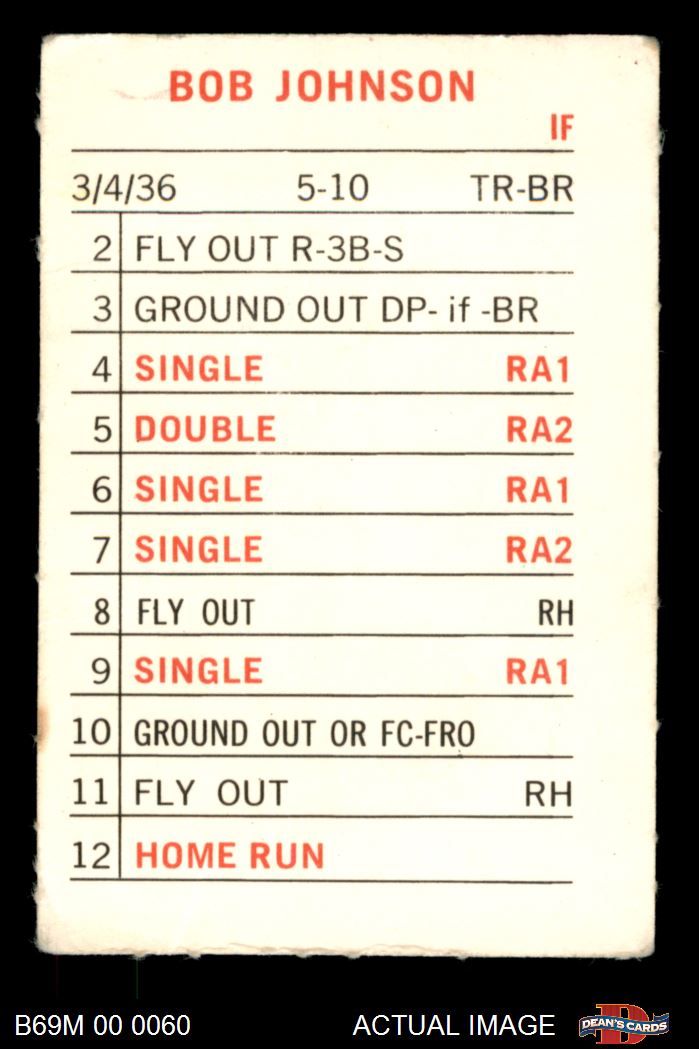 BOB JOHNSON
IF
3/4/36 5-10 TR-BR
2 FLY OUT R-3B-S
3 GROUND OUT DP- if -BR
4 SINGLE RA1
5 DOUBLE RA2
6 SINGLE RA1
7 SINGLE RA2
8 FLY OUT RH
9 SINGLE RA1
10 GROUND OUT OR FC-FRO
11 FLY OUT RH
12 HOME RUN
B69M 00 0060 ACTUAL IMAGE D DEAN'S CARDS